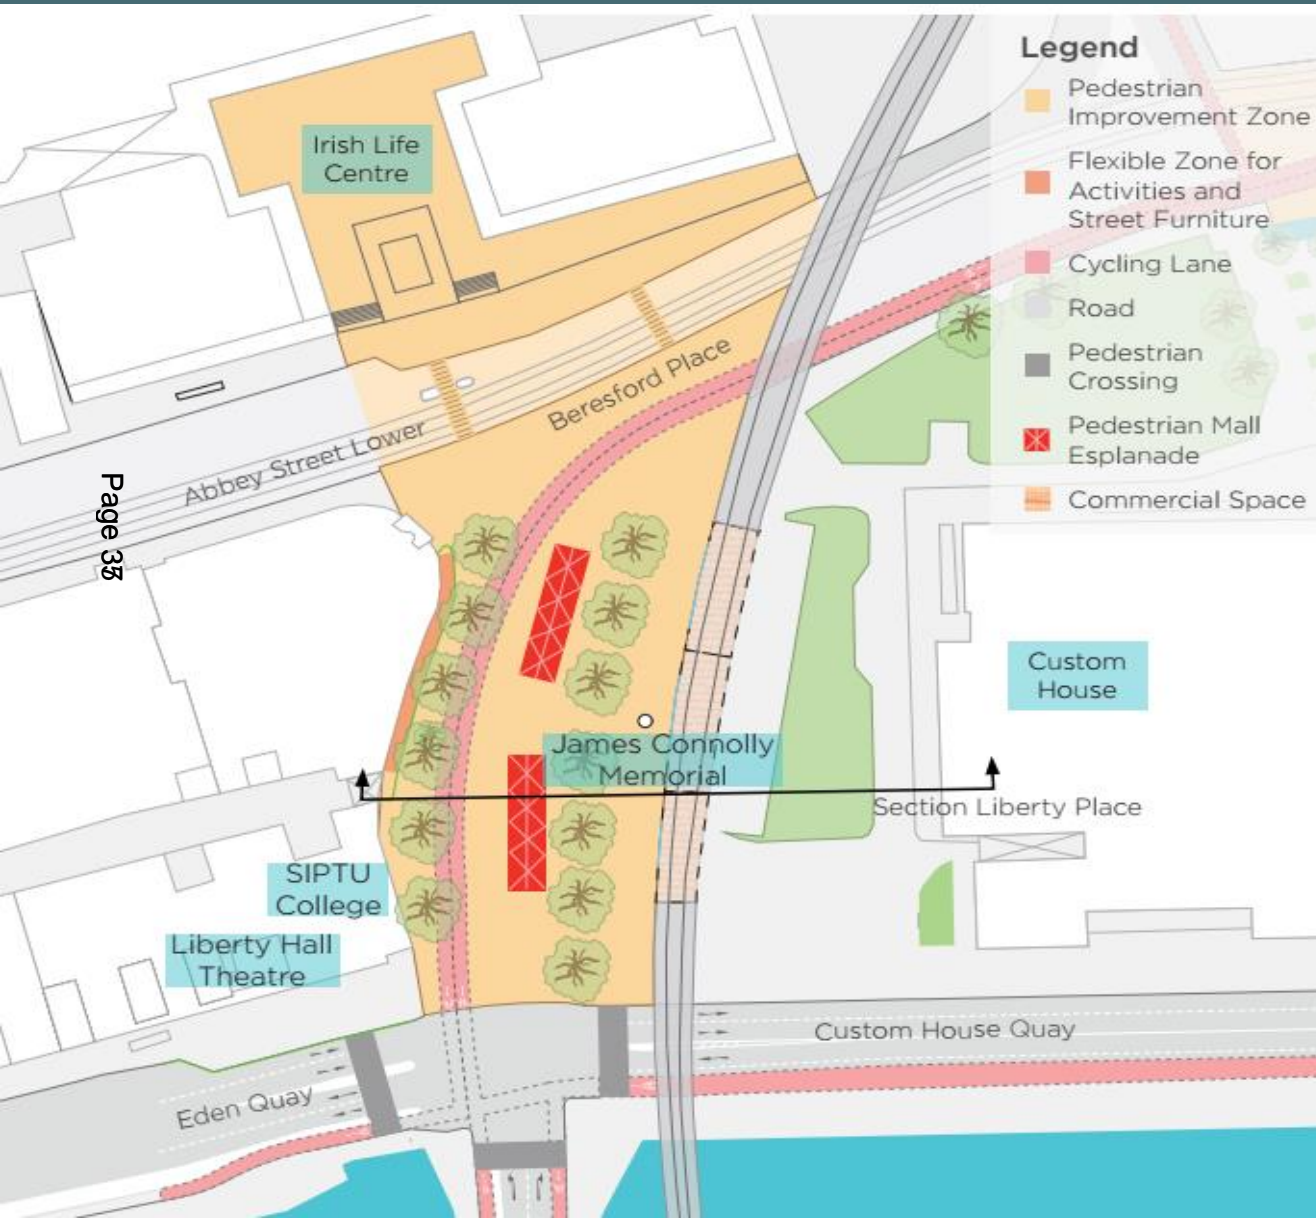 Legend
Pedestrian
Improvement Zone
Flexible Zone for
Activities and
Street Furniture
Cycling Lane
Road
Pedestrian
Crossing
Pedestrian Mall
Esplanade
Commercial Space
Irish Life
Centre
Beresford Place
Abbey Street Lower
Page
Custom
House
James Connolly
Memorial
Section Liberty Place
SIPTU
College
Liberty Hall
Theatre
Custom House Quay
Eden Quay